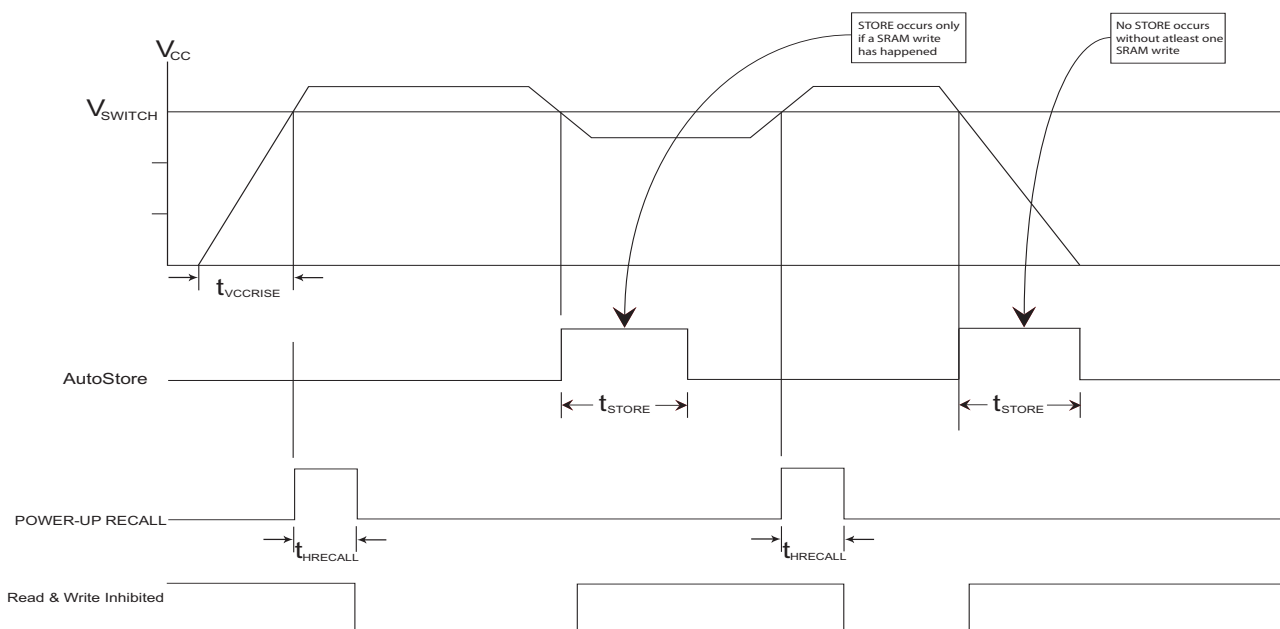 STORE occurs only
if a SRAM write
has happened
No STORE occurs
without atleast one
SRAM write
VCC
VSWITCH
tVCCRISE
AutoStore
tSTORE
tSTORE
POWER-UP RECALL
tHRECALL
tHRECALL
Read & Write Inhibited